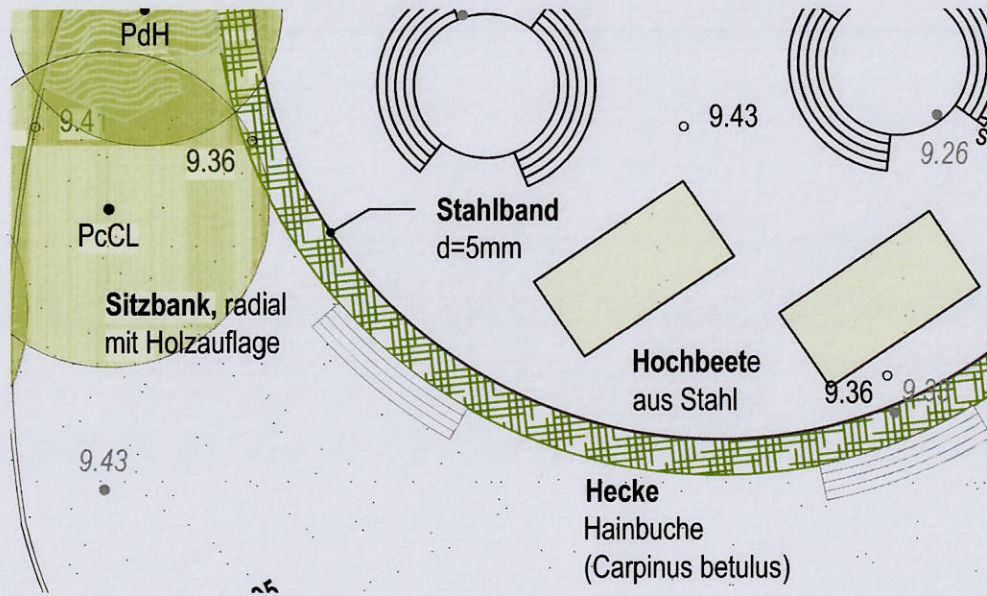 PdH
9.41
9.43
9.36
9.26
Stahlband
d=5mm
PcCL
Sitzbank, radial
mit Holzauflage
Hochbeete
aus Stahl
9.36
9.43
Hecke
Hainbuche
(Carpinus betulus)